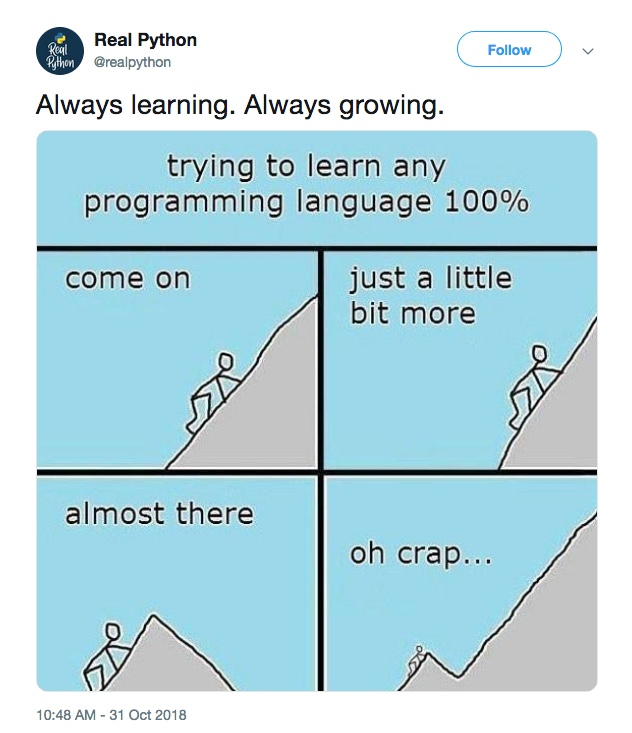 Real Python
Real Python
@realpython
Follow
Always learning. Always growing.
trying to learn any
programming language 100%
come on
just a little
bit more
almost there
oh crap...
10:48 AM - 31 Oct 2018